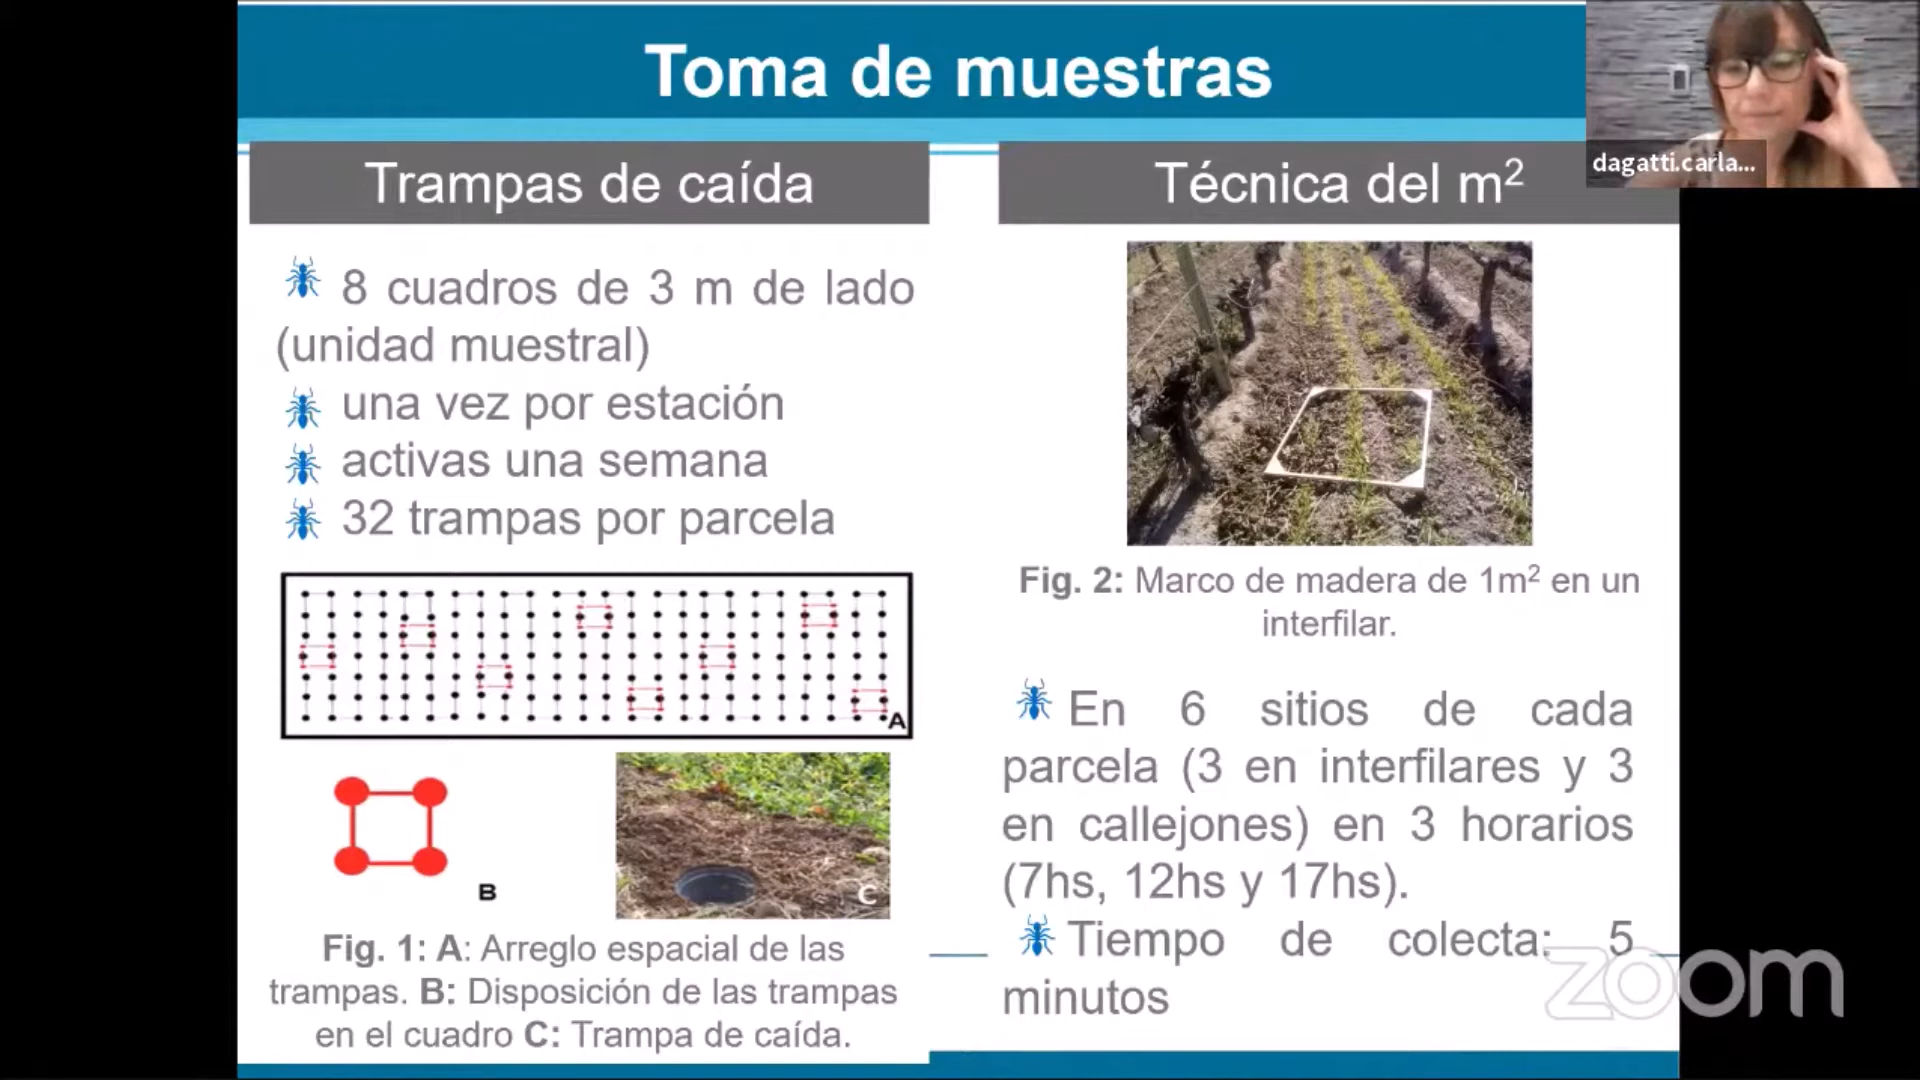 Toma de muestras
dagatti.carla...
Trampas de caída
8 cuadros de 3 m de lado
(unidad muestral)
una vez por estación
activas una semana
32 trampas por parcela
A
B
C
Fig. 1: A: Arreglo espacial de las
trampas. B: Disposición de las trampas
en el cuadro C: Trampa de caída.
Técnica del m²
Fig. 2: Marco de madera de 1m² en un
interfilar.
En 6 sitios de cada
parcela (3 en interfilares y 3
en callejones) en 3 horarios
(7hs, 12hs y 17hs).
Tiempo de colecta: 5
minutos
zoom